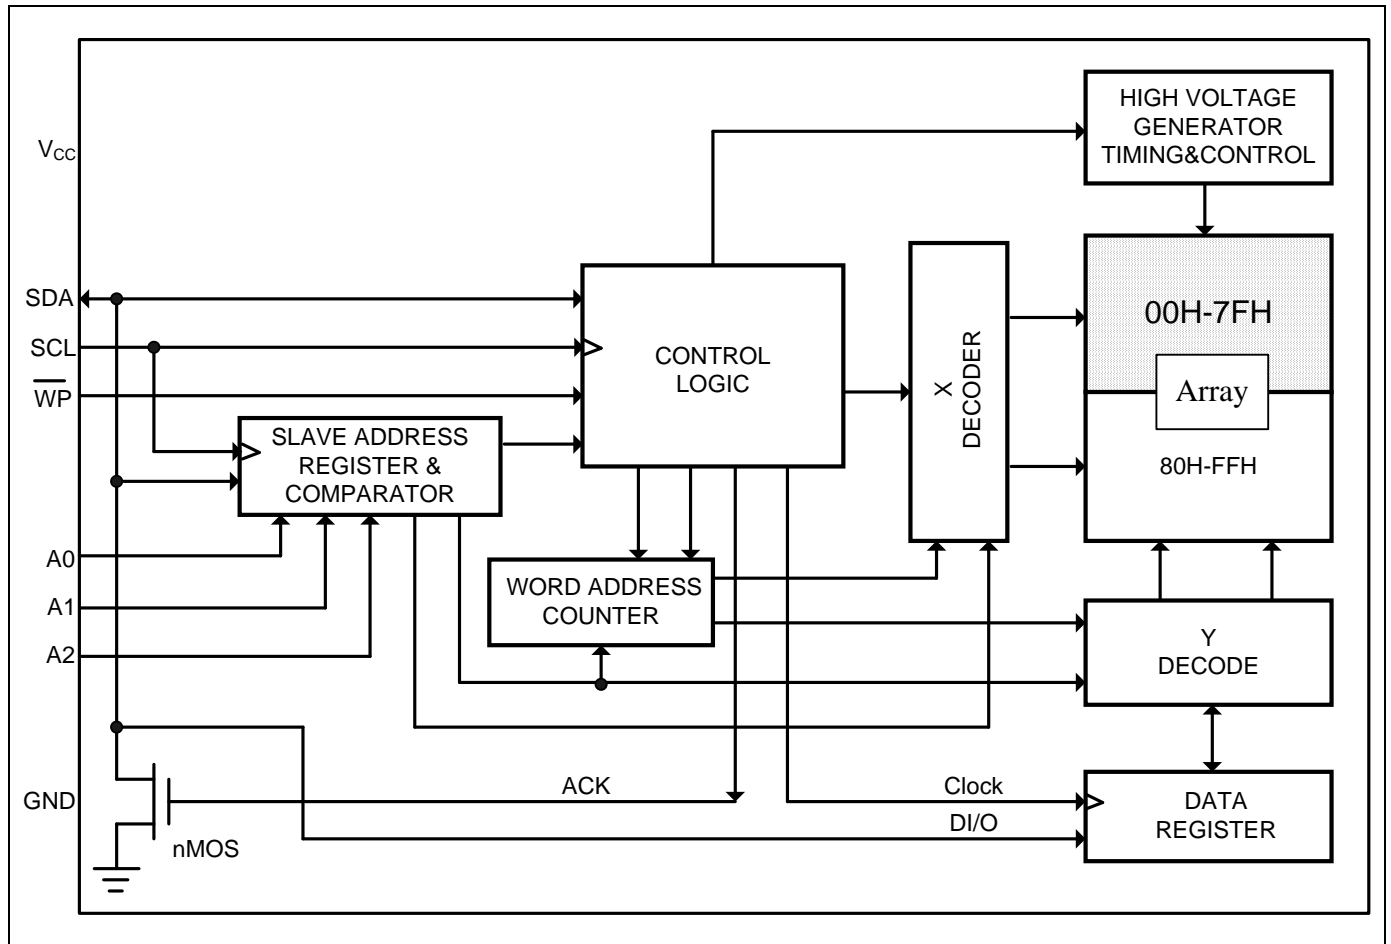 HIGH VOLTAGE
GENERATOR
TIMING&CONTROL
VCC
SDA
SCL
WP
CONTROL
LOGIC
X
DECODER
00H-7FH
Array
80H-FFH
SLAVE ADDRESS
REGISTER &
COMPARATOR
A0
A1
A2
WORD ADDRESS
COUNTER
Y
DECODE
GND
ACK
Clock
DI/O
DATA
REGISTER
nMOS